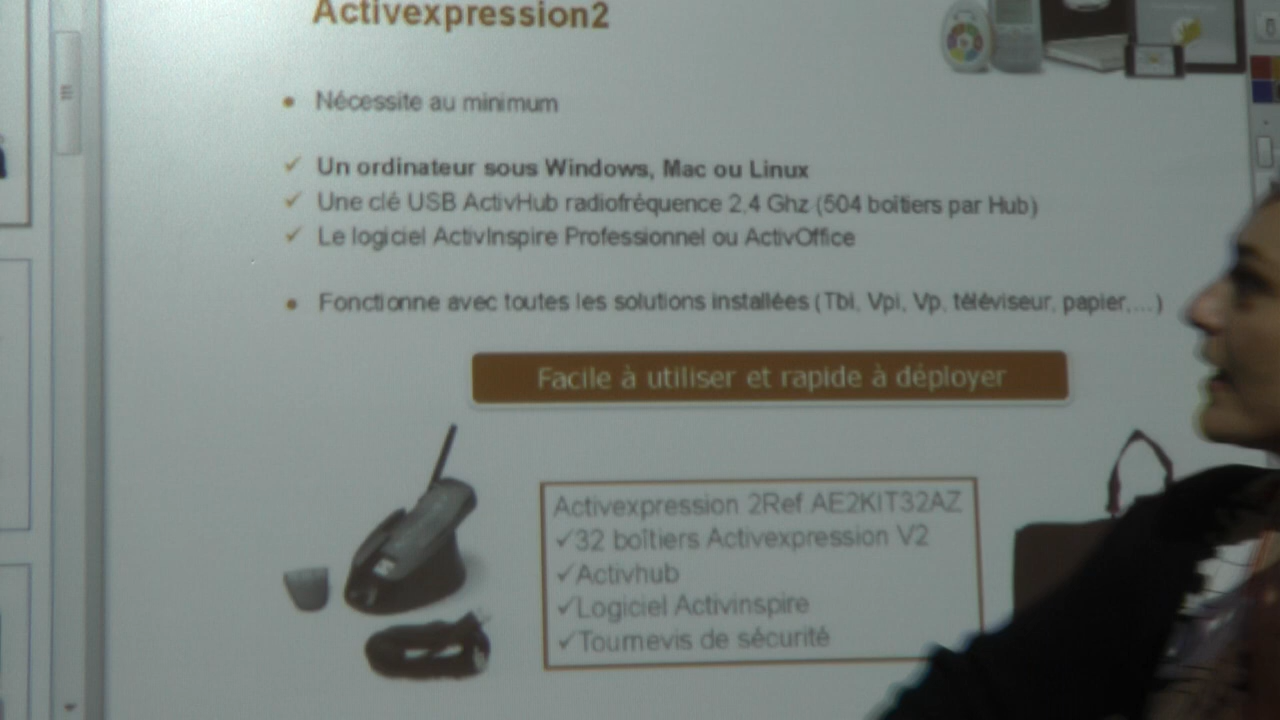 Activexpression2
• Nécessite au minimum
✓ Un ordinateur sous Windows, Mac ou Linux
✓ Une clé USB ActivHub radiofréquence 2,4 Ghz (504 boîtiers par Hub)
✓ Le logiciel ActivInspire Professionnel ou ActivOffice
• Fonctionne avec toutes les solutions installées (Tbi, Vpi, Vp, téléviseur, papier,...)
Facile à utiliser et rapide à déployer
Activexpression 2Ref AE2KIT32AZ
✓32 boîtiers Activexpression V2
✓Activhub
✓Logiciel Activinspire
✓Tournevis de sécurité